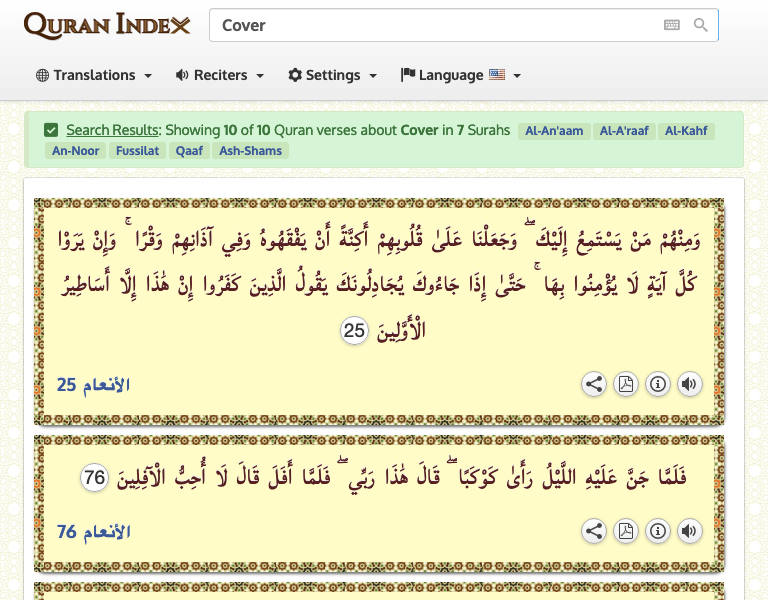 QURAN INDEX
Cover
Translations Reciters Settings Language
Search Results: Showing 10 of 10 Quran verses about Cover in 7 Surahs Al-An'aam Al-A'raaf Al-Kahf
An-Noor Fussilat Qaaf Ash-Shams
وَمِنْهُمْ مَنْ يَسْتَمِعُ إِلَيْكَ ۖ وَجَعَلْنَا عَلَىٰ قُلُوبِهِمْ أَكِنَّةً أَنْ يَفْقَهُوهُ وَفِي آذَانِهِمْ وَقْرًا ۚ وَإِنْ يَرَوْا
كُلَّ آيَةٍ لَا يُؤْمِنُوا بِهَا ۚ حَتَّىٰ إِذَا جَاءُوكَ يُجَادِلُونَكَ يَقُولُ الَّذِينَ كَفَرُوا إِنْ هَٰذَا إِلَّا أَسَاطِيرُ
الْأَوَّلِينَ 25
الأنعام 25
فَلَمَّا جَنَّ عَلَيْهِ اللَّيْلُ رَأَىٰ كَوْكَبًا ۖ قَالَ هَٰذَا رَبِّي ۖ فَلَمَّا أَفَلَ قَالَ لَا أُحِبُّ الْآفِلِينَ 76
الأنعام 76